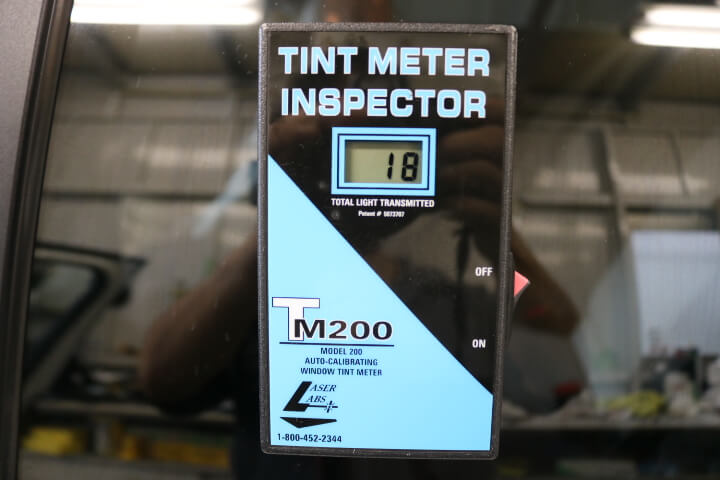 TINT METER
INSPECTOR
18
TOTAL LIGHT TRANSMITTED
Patent # 5073707
OFF
ON
TM200
MODEL 200
AUTO-CALIBRATING
WINDOW TINT METER
LASER
LABS
1-800-452-2344